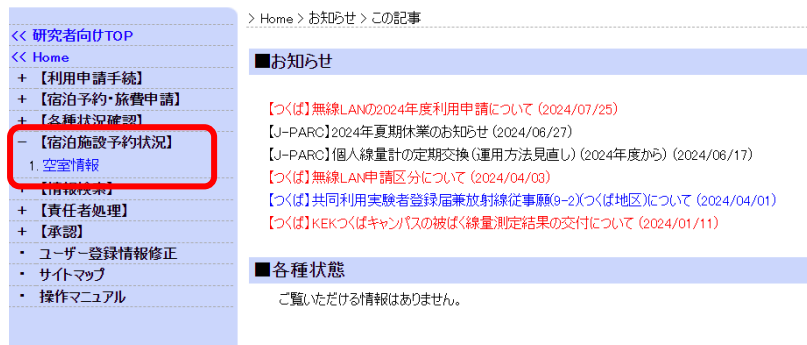 << 研究者向けTOP
<< Home
+ 【利用申請手続】
+ 【宿泊予約・旅費申請】
+ 【各種状況確認】
- 【宿泊施設予約状況】
1. 空室情報
+ 【情報検索】
+ 【責任者処理】
+ 【承認】
・ ユーザー登録情報修正
・ サイトマップ
・ 操作マニュアル
> Home > お知らせ > この記事
■お知らせ
【つくば】無線LANの2024年度利用申請について (2024/07/25)
【J-PARC】2024年夏期休業のお知らせ (2024/06/27)
【J-PARC】個人線量計の定期交換(運用方法見直し) (2024年度から) (2024/06/17)
【つくば】無線LAN申請区分について (2024/04/03)
【つくば】共同利用実験者登録届兼放射線従事願(9-2)(つくば地区)について (2024/04/01)
【つくば】KEKつくばキャンパスの被ばく線量測定結果の交付について (2024/01/11)
■各種状態
ご覧いただける情報はありません。